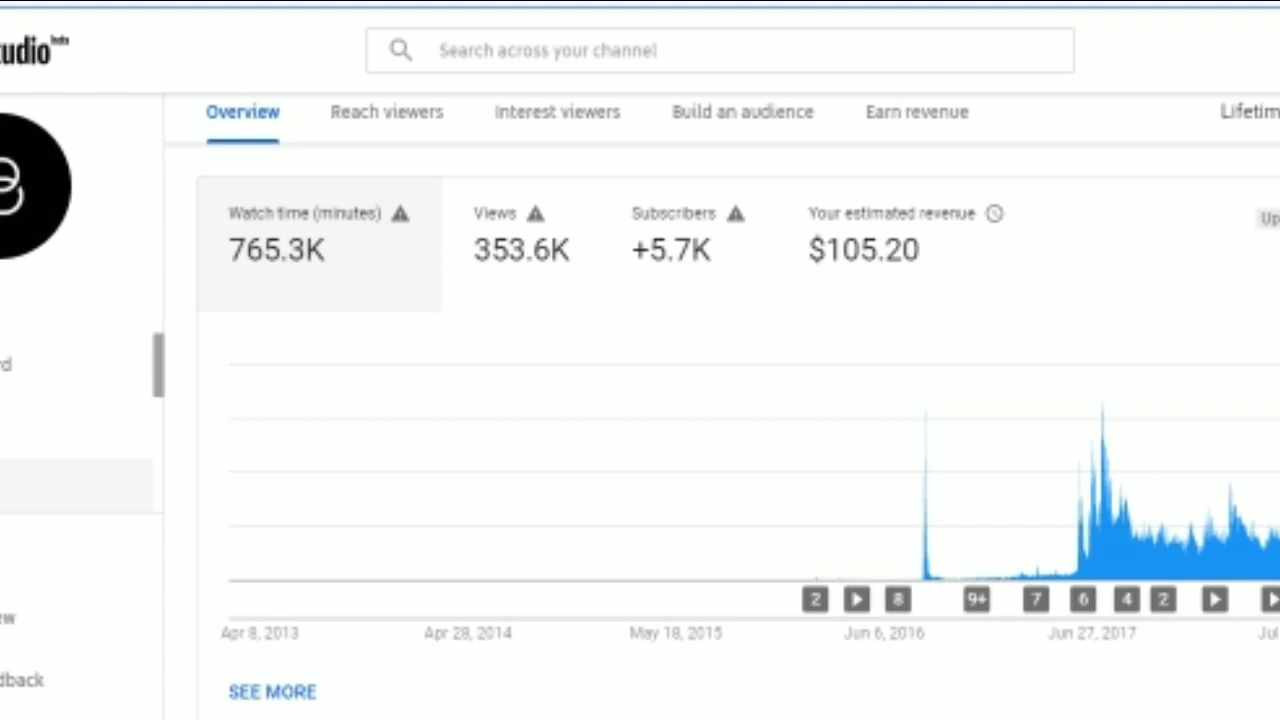 tudio beta
Search across your channel
Overview Reach viewers Interest viewers Build an audience Earn revenue Lifetim
Watch time (minutes) Views Subscribers Your estimated revenue
Up
765.3K 353.6K +5.7K $105.20
rd
2 8 9+ 7 6 4 2
ew
Apr 8, 2013 Apr 28, 2014 May 18, 2015 Jun 6, 2016 Jun 27, 2017 Jul
dback
SEE MORE